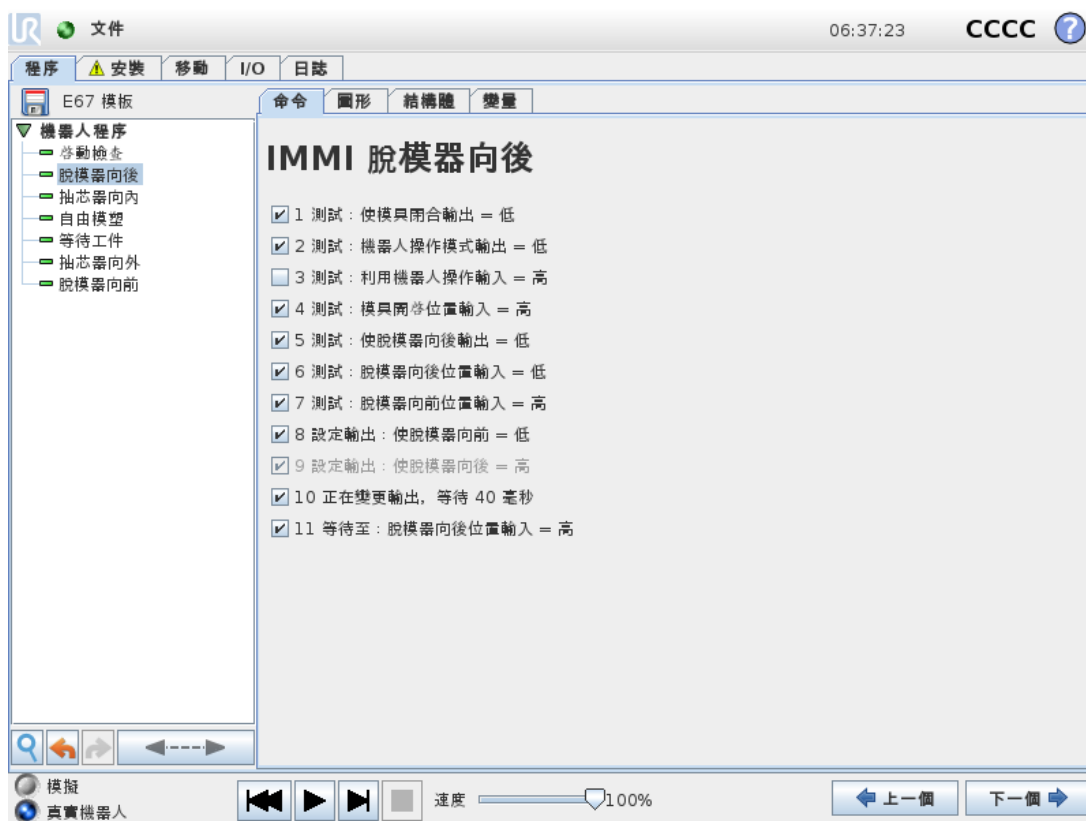 UR 文件 06:37:23 CCCC ?
程序 安裝 移動 I/O 日誌
E67 模板
命令 圖形 結構體 變量
機器人程序
啓動檢查
脫模器向後
抽芯器向內
自由模塑
等待工件
抽芯器向外
脫模器向前
IMMI 脫模器向後
1 測試：使模具閉合輸出 = 低
2 測試：機器人操作模式輸出 = 低
3 測試：利用機器人操作輸入 = 高
4 測試：模具開啓位置輸入 = 高
5 測試：使脫模器向後輸出 = 低
6 測試：脫模器向後位置輸入 = 低
7 測試：脫模器向前位置輸入 = 高
8 設定輸出：使脫模器向前 = 低
9 設定輸出：使脫模器向後 = 高
10 正在變更輸出，等待 40 毫秒
11 等待至：脫模器向後位置輸入 = 高
模擬
真實機器人
速度 100%
上一個 下一個